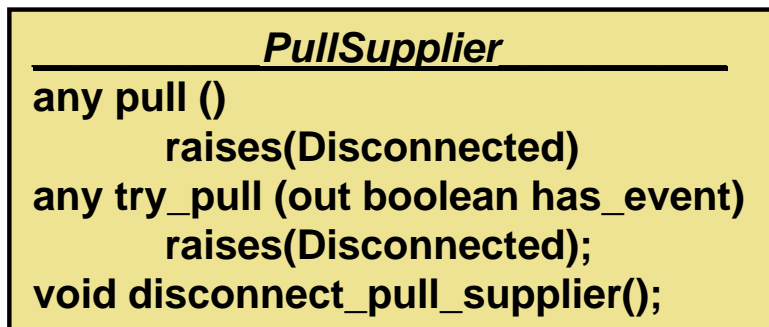 PullSupplier
any pull ()
raises(Disconnected)
any try_pull (out boolean has_event)
raises(Disconnected);
void disconnect_pull_supplier();